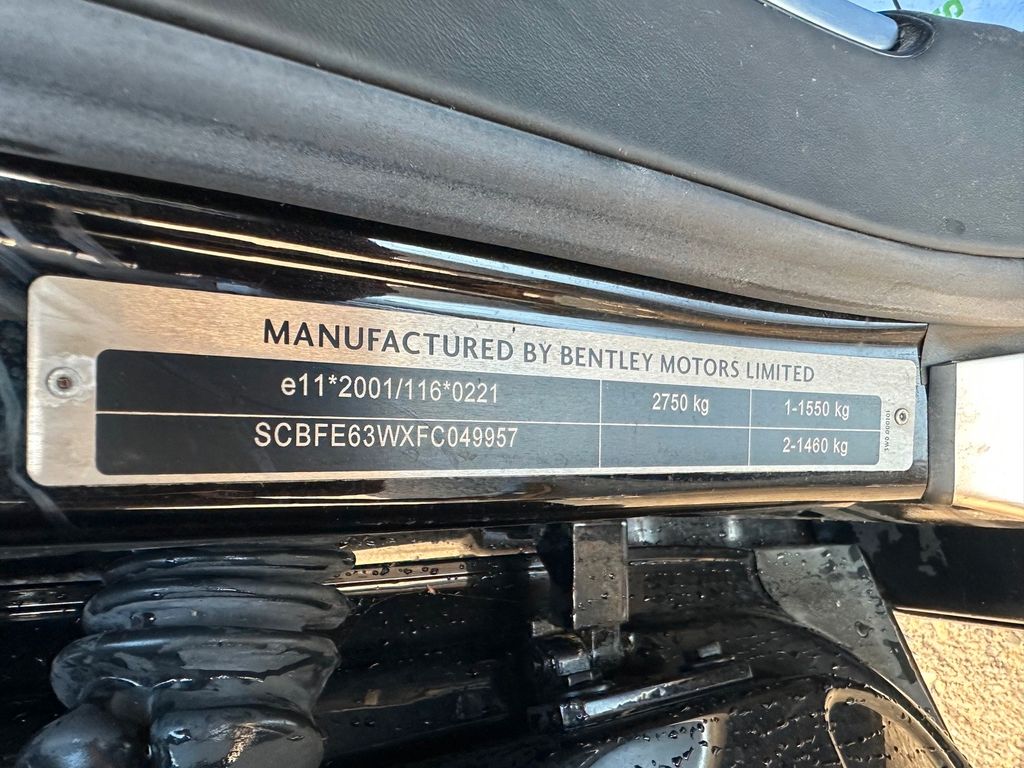 MANUFACTURED BY BENTLEY MOTORS LIMITED
e11*2001/116*0221 2750 kg 1-1550 kg
SCBFE63WXFC049957 2-1460 kg